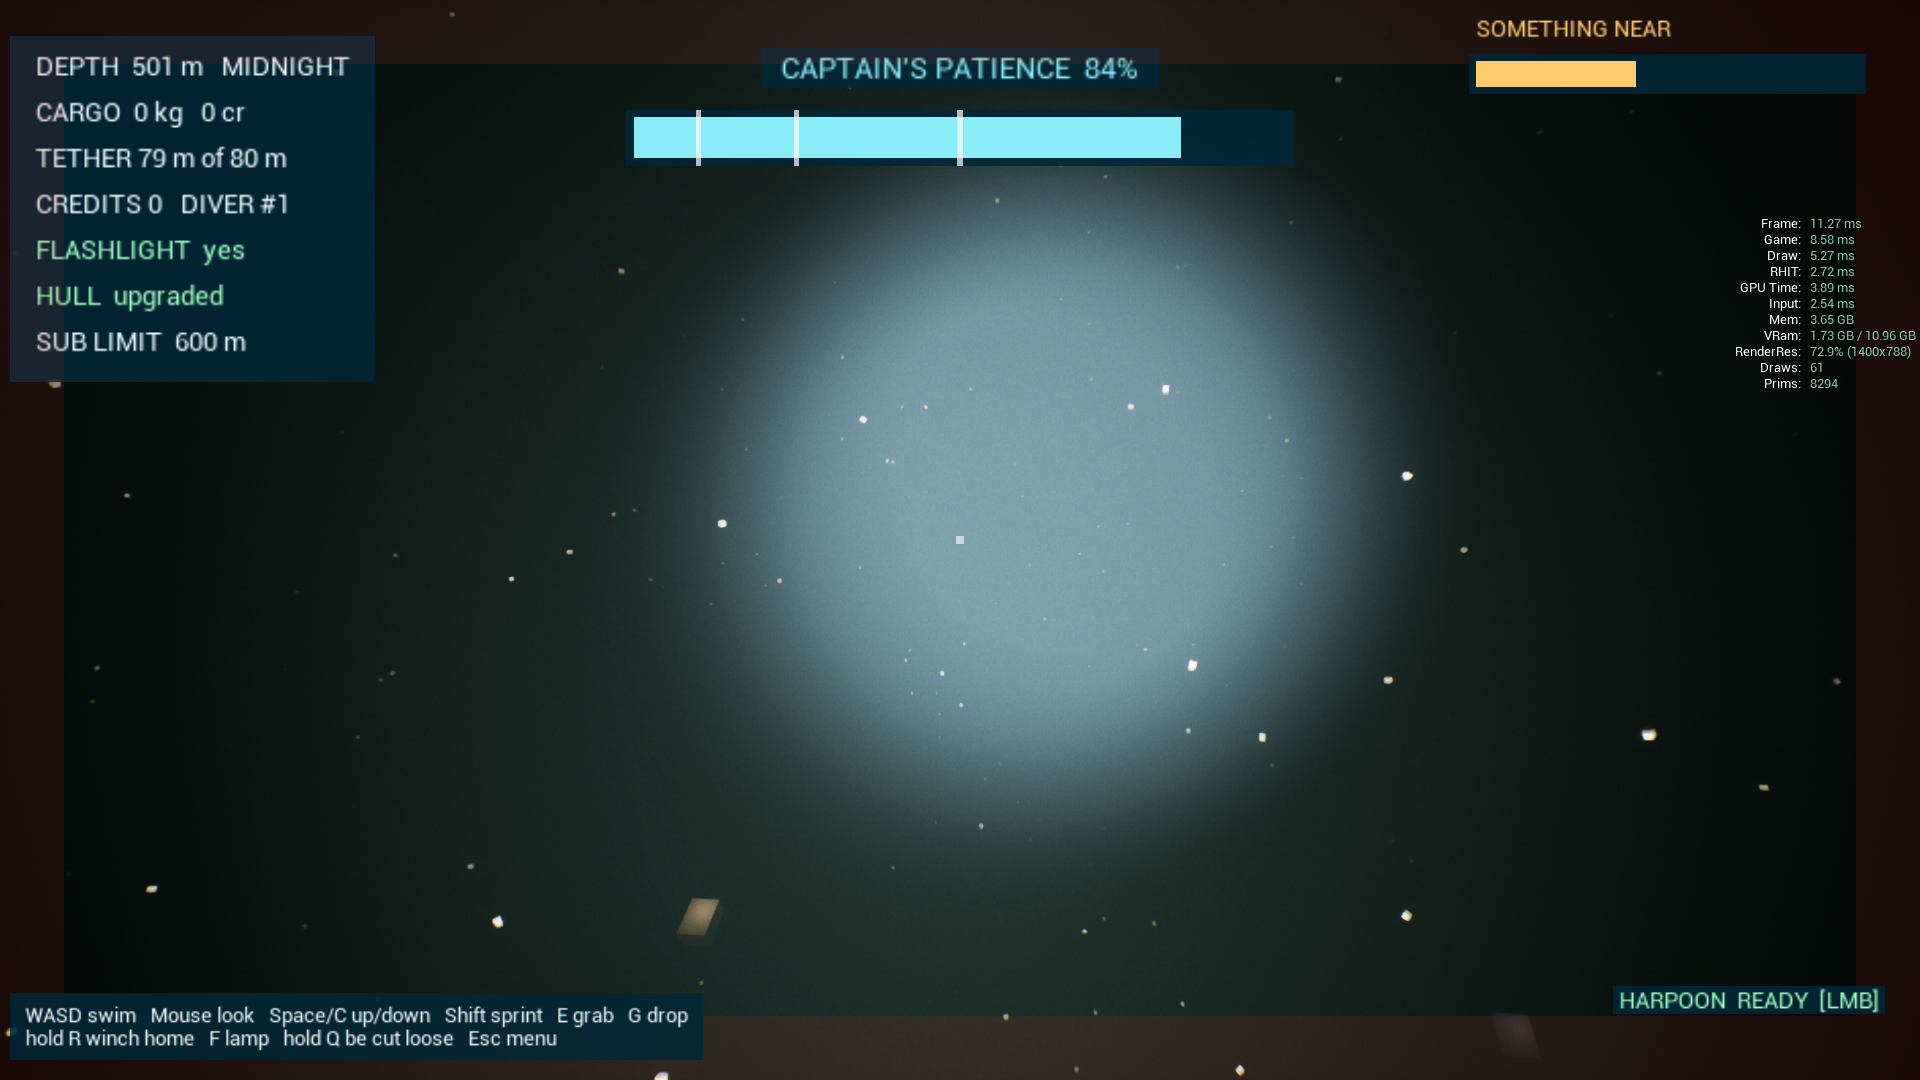 SOMETHING NEAR
DEPTH 501 m MIDNIGHT
CAPTAIN'S PATIENCE 84%
CARGO 0 kg 0 cr
TETHER 79 m of 80 m
CREDITS 0 DIVER #1
FLASHLIGHT yes
HULL upgraded
SUB LIMIT 600 m
Frame: 11.27 ms
Game: 8.58 ms
Draw: 5.27 ms
RHIT: 2.72 ms
GPU Time: 3.89 ms
Input: 2.54 ms
Mem: 3.65 GB
VRam: 1.73 GB / 10.96 GB
RenderRes: 72.9% (1400x788)
Draws: 61
Prims: 8294
HARPOON READY [LMB]
WASD swim Mouse look Space/C up/down Shift sprint E grab G drop
hold R winch home F lamp hold Q be cut loose Esc menu